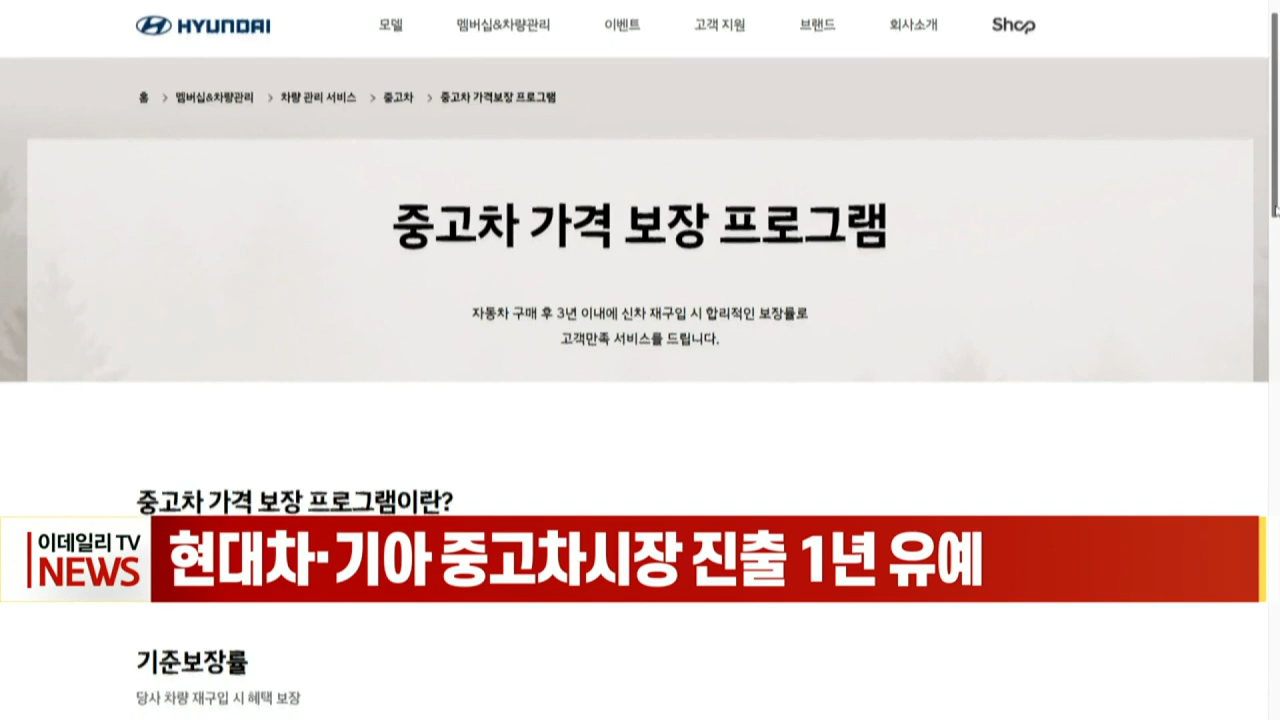 HYUNDAI 모델 멤버십&차량관리 이벤트 고객 지원 브랜드 회사소개 Shop
홈 > 멤버십&차량관리 > 차량 관리 서비스 > 중고차 > 중고차 가격보장 프로그램
중고차 가격 보장 프로그램
자동차 구매 후 3년 이내에 신차 재구입 시 합리적인 보장률로
고객만족 서비스를 드립니다.
중고차 가격 보장 프로그램이란?
이데일리 TV
NEWS
현대차·기아 중고차시장 진출 1년 유예
기준보장률
당사 차량 재구입 시 혜택 보장